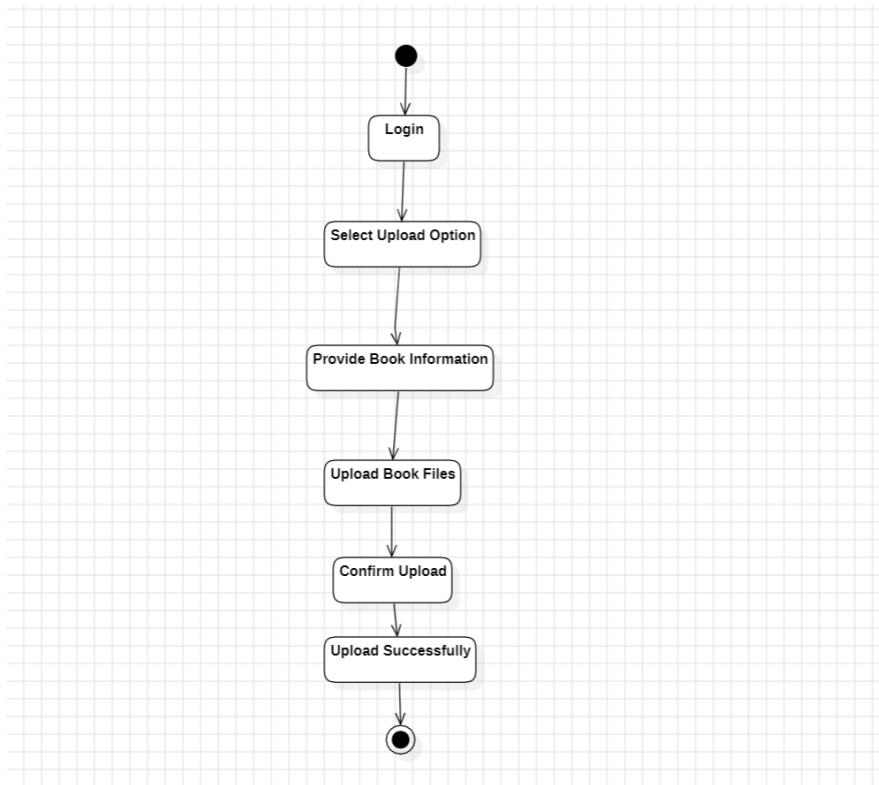 Login
Select Upload Option
Provide Book Information
Upload Book Files
Confirm Upload
Upload Successfully